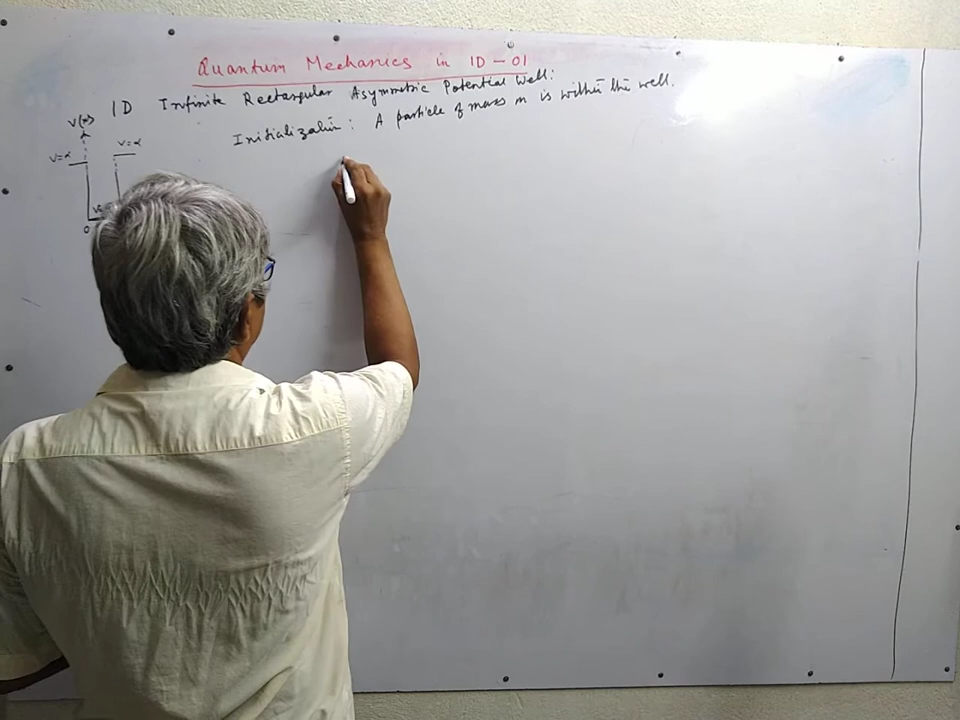 Quantum Mechanics in 1D - 01
1D Infinite Rectangular Asymmetric Potential Well:
Initialization: A particle of mass m is within the well.
V(x)
V=∝
V=∝
0